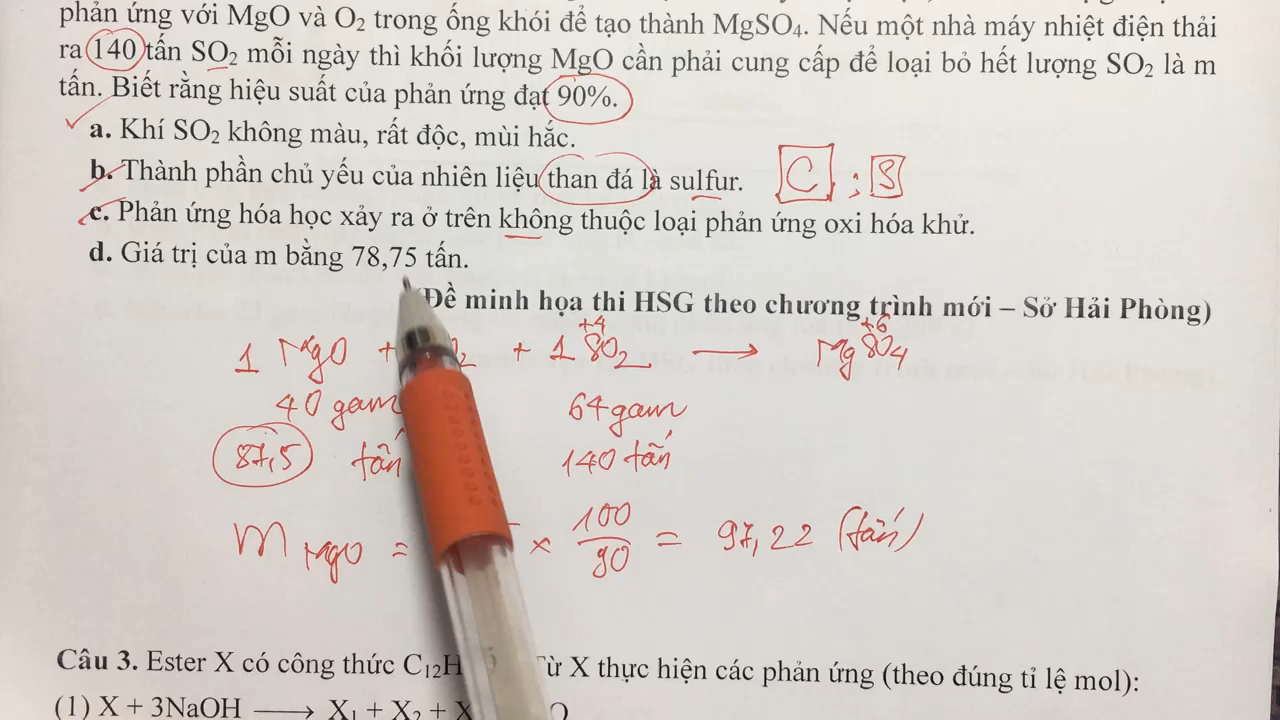 phản ứng với MgO và O₂ trong ống khói để tạo thành MgSO₄. Nếu một nhà máy nhiệt điện thải
ra 140 tấn SO₂ mỗi ngày thì khối lượng MgO cần phải cung cấp để loại bỏ hết lượng SO₂ là m
tấn. Biết rằng hiệu suất của phản ứng đạt 90%.
a. Khí SO₂ không màu, rất độc, mùi hắc.
b. Thành phần chủ yếu của nhiên liệu than đá là sulfur. C ; S
c. Phản ứng hóa học xảy ra ở trên không thuộc loại phản ứng oxi hóa khử.
d. Giá trị của m bằng 78,75 tấn.
Đề minh họa thi HSG theo chương trình mới – Sở Hải Phòng)
+4 +6
1 MgO + + 1 SO₂ → MgSO₄
40 gam 64 gam
87,5 tấn 140 tấn
m MgO = × 100/90 = 97,22 (tấn)
Câu 3. Ester X có công thức C₁₂H Từ X thực hiện các phản ứng (theo đúng tỉ lệ mol):
(1) X + 3NaOH ⟶ X₁ + X₂ + X